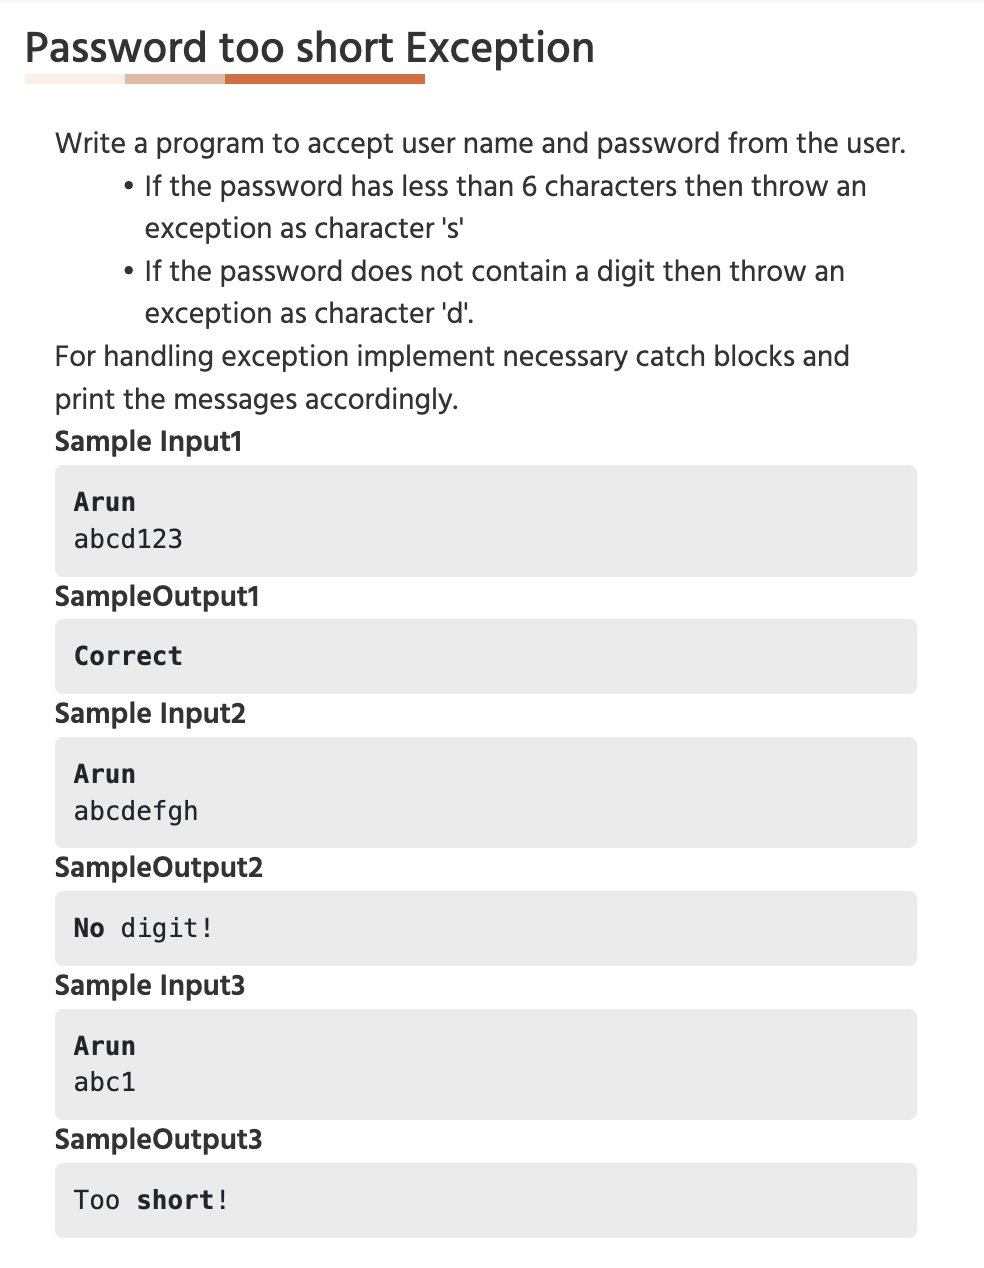 Password too short Exception
Write a program to accept user name and password from the user.
• If the password has less than 6 characters then throw an
exception as character 's'
• If the password does not contain a digit then throw an
exception as character 'd'.
For handling exception implement necessary catch blocks and
print the messages accordingly.
Sample Input1
Arun
abcd123
SampleOutput1
Correct
Sample Input2
Arun
abcdefgh
SampleOutput2
No digit!
Sample Input3
Arun
abc1
SampleOutput3
Too short!